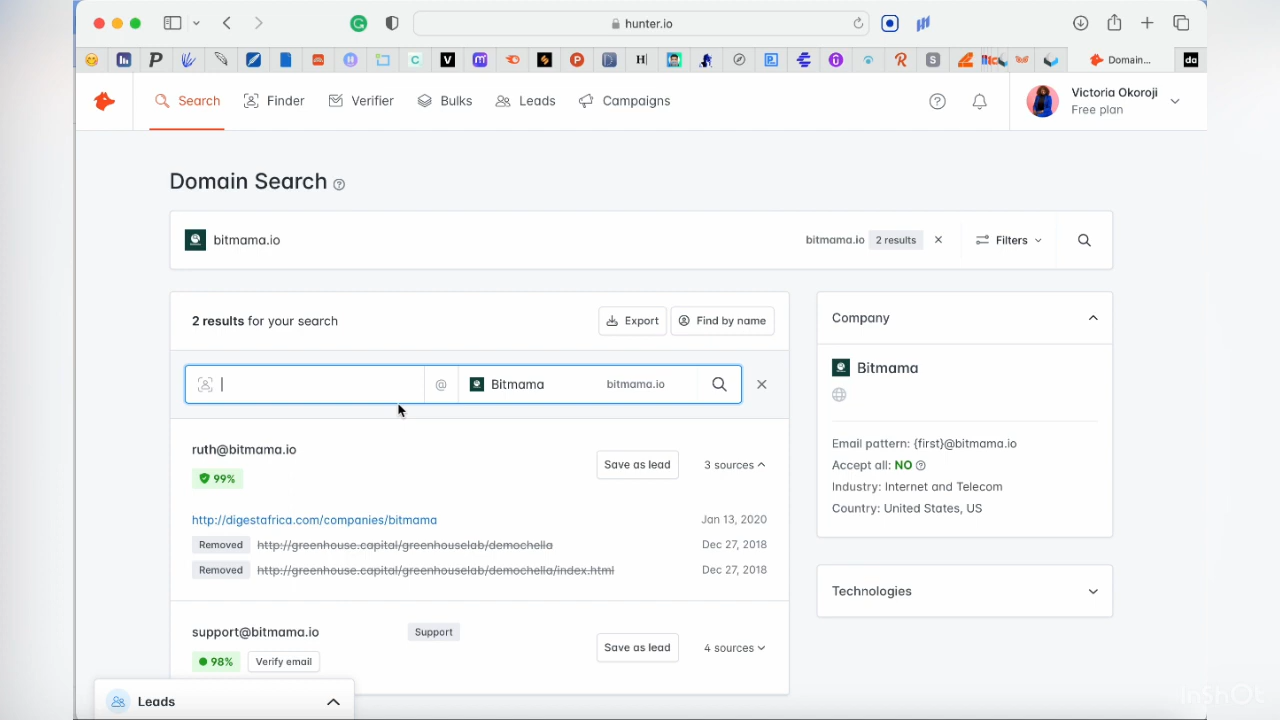 hunter.io
Domain...
Search
Finder
Verifier
Bulks
Leads
Campaigns
Victoria Okoroji
Free plan
Domain Search
bitmama.io
bitmama.io 2 results
Filters
2 results for your search
Export
Find by name
@
Bitmama
bitmama.io
ruth@bitmama.io
99%
Save as lead
3 sources
http://digestafrica.com/companies/bitmama
Jan 13, 2020
Removed http://greenhouse.capital/greenhouselab/demochella
Dec 27, 2018
Removed http://greenhouse.capital/greenhouselab/demochella/index.html
Dec 27, 2018
support@bitmama.io
Support
98%
Verify email
Save as lead
4 sources
Company
Bitmama
Email pattern: {first}@bitmama.io
Accept all: NO
Industry: Internet and Telecom
Country: United States, US
Technologies
Leads
InShOt